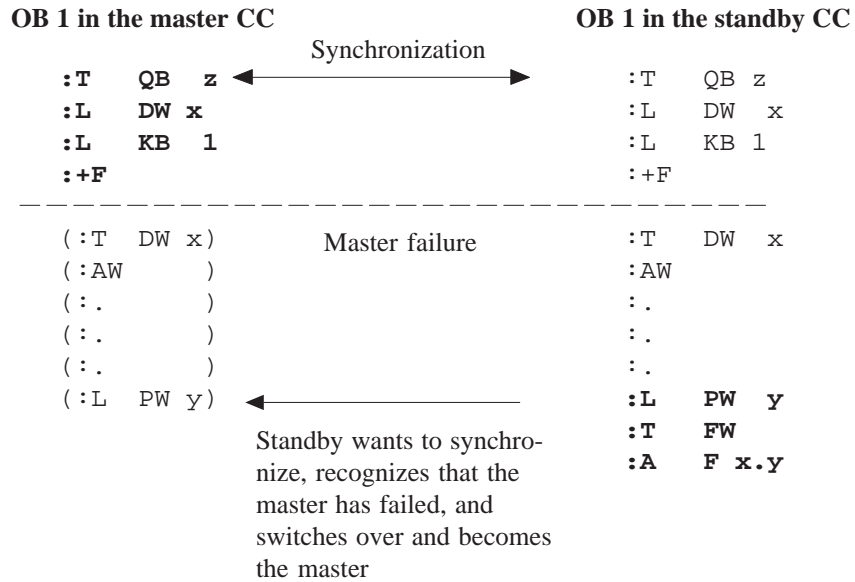 OB 1 in the master CC OB 1 in the standby CC
Synchronization
:T QB z :T QB z
:L DW x :L DW x
:L KB 1 :L KB 1
:+F :+F
(:T DW x) Master failure :T DW x
(:AW ) :AW
(:. ) :.
(:. ) :.
(:. ) :.
(:L PW y) :L PW y
:T FW
:A F x.y
Standby wants to synchro-
nize, recognizes that the
master has failed, and
switches over and becomes
the master